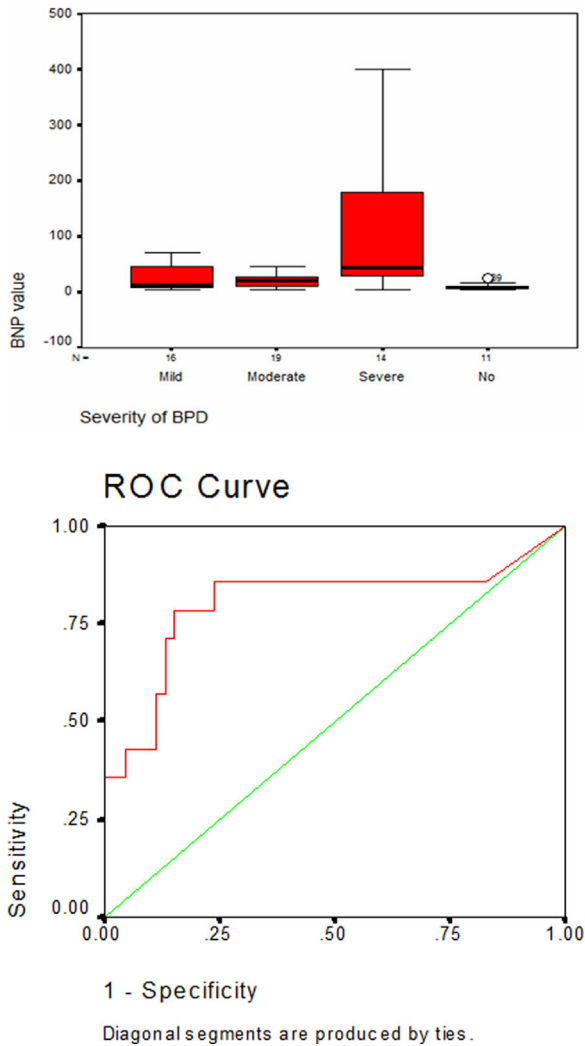 500
400
300
200
100
0
-100
BNP value
39
N = 16 19 14 11
Mild Moderate Severe No
Severity of BPD
ROC Curve
1.00
.75
.50
.25
0.00
Sensitivity
0.00 .25 .50 .75 1.00
1 - Specificity
Diagonal segments are produced by ties.